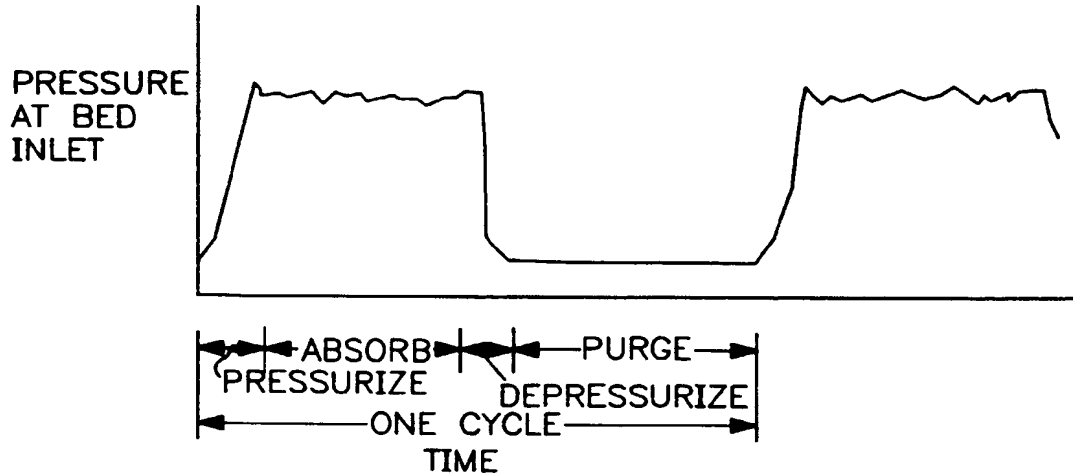 PRESSURE
AT BED
INLET
ABSORB
PURGE
PRESSURIZE
DEPRESSURIZE
ONE CYCLE
TIME